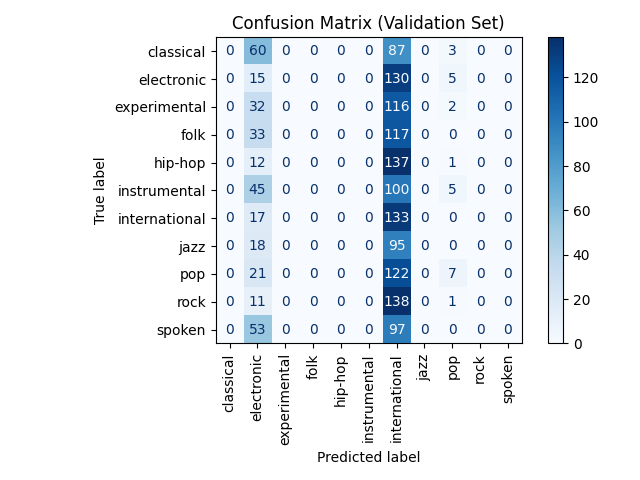 Confusion Matrix (Validation Set)
classical 0 60 0 0 0 0 87 0 3 0 0
electronic 0 15 0 0 0 0 130 0 5 0 0
experimental 0 32 0 0 0 0 116 0 2 0 0
folk 0 33 0 0 0 0 117 0 0 0 0
hip-hop 0 12 0 0 0 0 137 0 1 0 0
instrumental 0 45 0 0 0 0 100 0 5 0 0
international 0 17 0 0 0 0 133 0 0 0 0
jazz 0 18 0 0 0 0 95 0 0 0 0
pop 0 21 0 0 0 0 122 0 7 0 0
rock 0 11 0 0 0 0 138 0 1 0 0
spoken 0 53 0 0 0 0 97 0 0 0 0
True label
classical
electronic
experimental
folk
hip-hop
instrumental
international
jazz
pop
rock
spoken
Predicted label
120
100
80
60
40
20
0